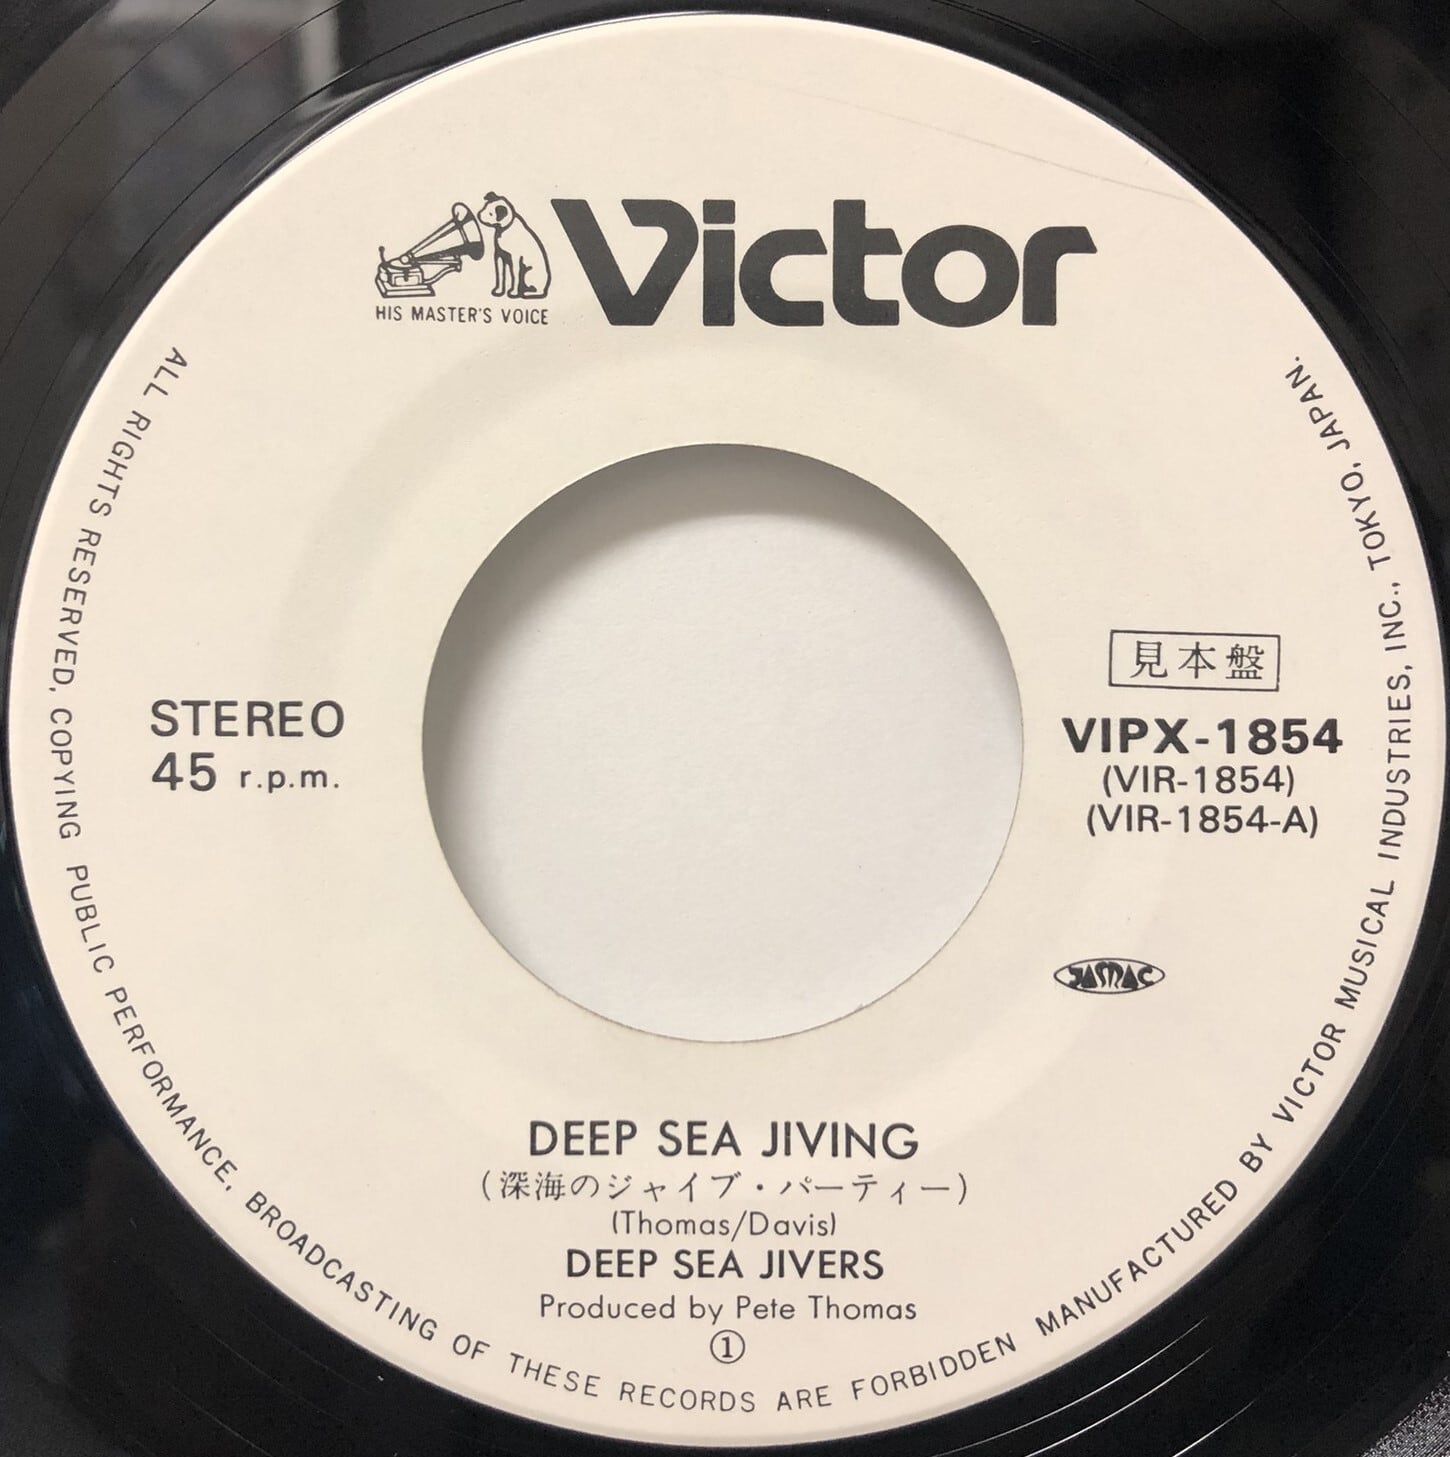 Victor
HIS MASTER'S VOICE
STEREO
45 r.p.m.
見本盤
VIPX-1854
(VIR-1854)
(VIR-1854-A)
JASMAC
DEEP SEA JIVING
(深海のジャイブ・パーティー)
(Thomas/Davis)
DEEP SEA JIVERS
Produced by Pete Thomas
①
ALL RIGHTS RESERVED, COPYING PUBLIC PERFORMANCE, BROADCASTING OF THESE RECORDS ARE FORBIDDEN MANUFACTURED BY VICTOR MUSICAL INDUSTRIES, INC., TOKYO, JAPAN.